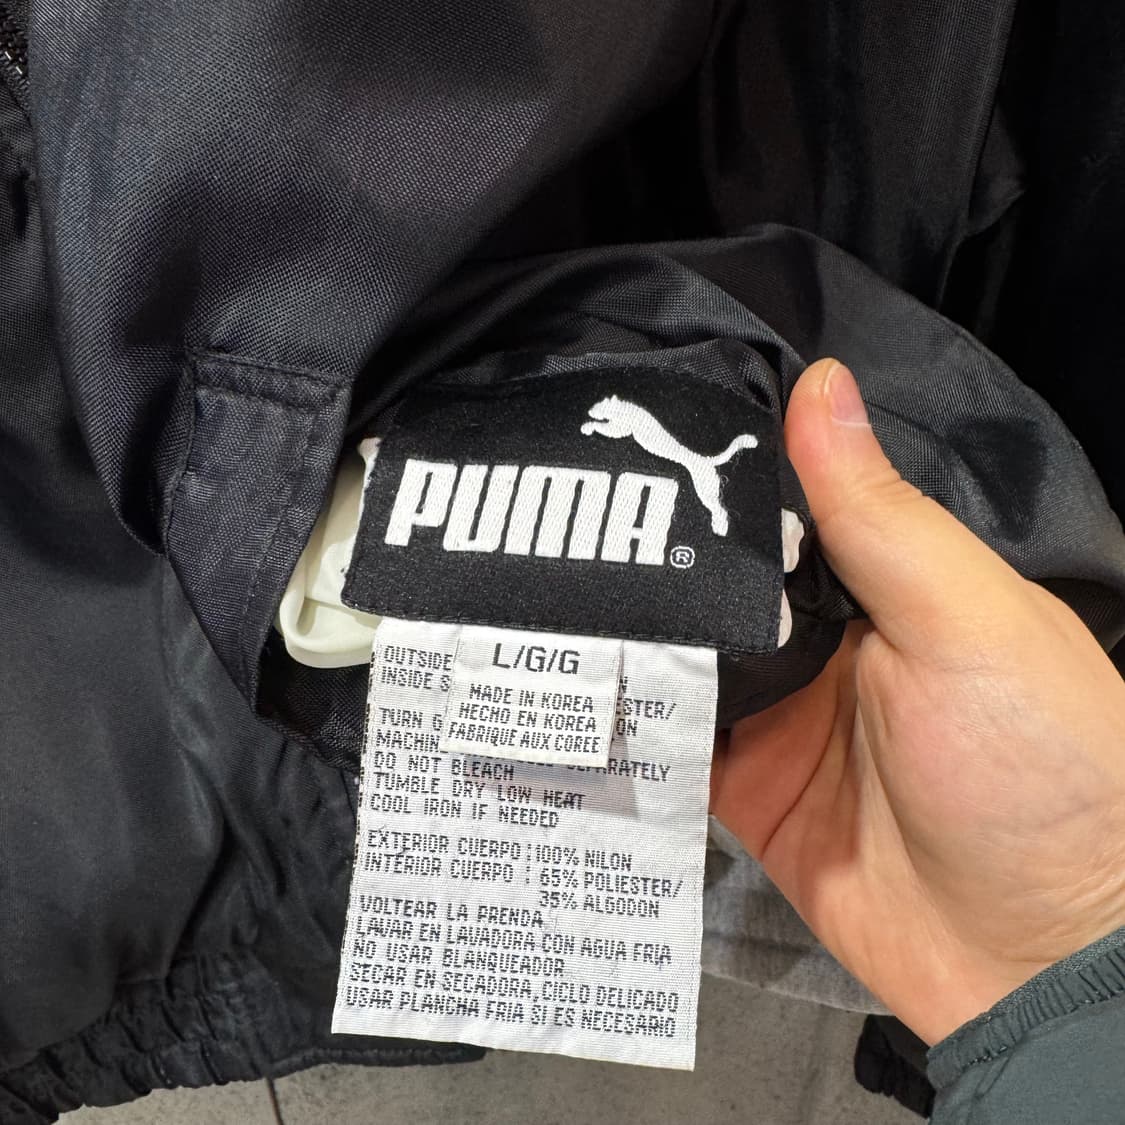 PUMA®
L/G/G
MADE IN KOREA
HECHO EN KOREA
FABRIQUE AUX COREE
OUTSIDE
INSIDE
TURN
DO NOT BLEACH
TUMBLE DRY LOW HEAT
COOL IRON IF NEEDED
EXTERIOR CUERPO : 100% NILON
INTERIOR CUERPO : 65% POLIESTER/
35% ALGODON
VOLTEAR LA PRENDA
LAVAR EN LAVADORA CON AGUA FRIA
NO USAR BLANQUEADOR
SECAR EN SECADORA, CICLO DELICADO
USAR PLANCHA FRIA SI ES NECESARIO